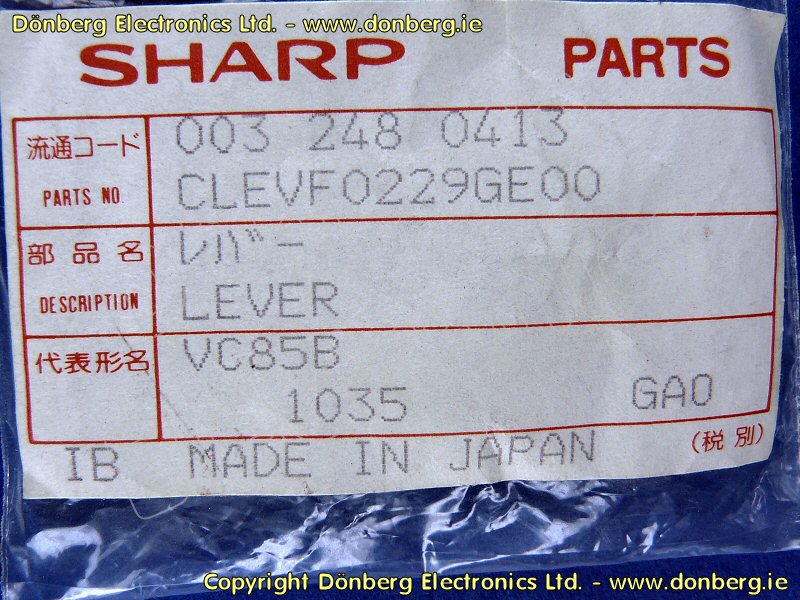 Dönberg Electronics Ltd. - www.donberg.ie
SHARP PARTS
流通コード 003 248 0413
PARTS NO. CLEVF0229GE00
部品名 レバー
DESCRIPTION LEVER
代表形名 VC85B
1035 GA0
IB MADE IN JAPAN (税別)
Copyright Dönberg Electronics Ltd. - www.donberg.ie